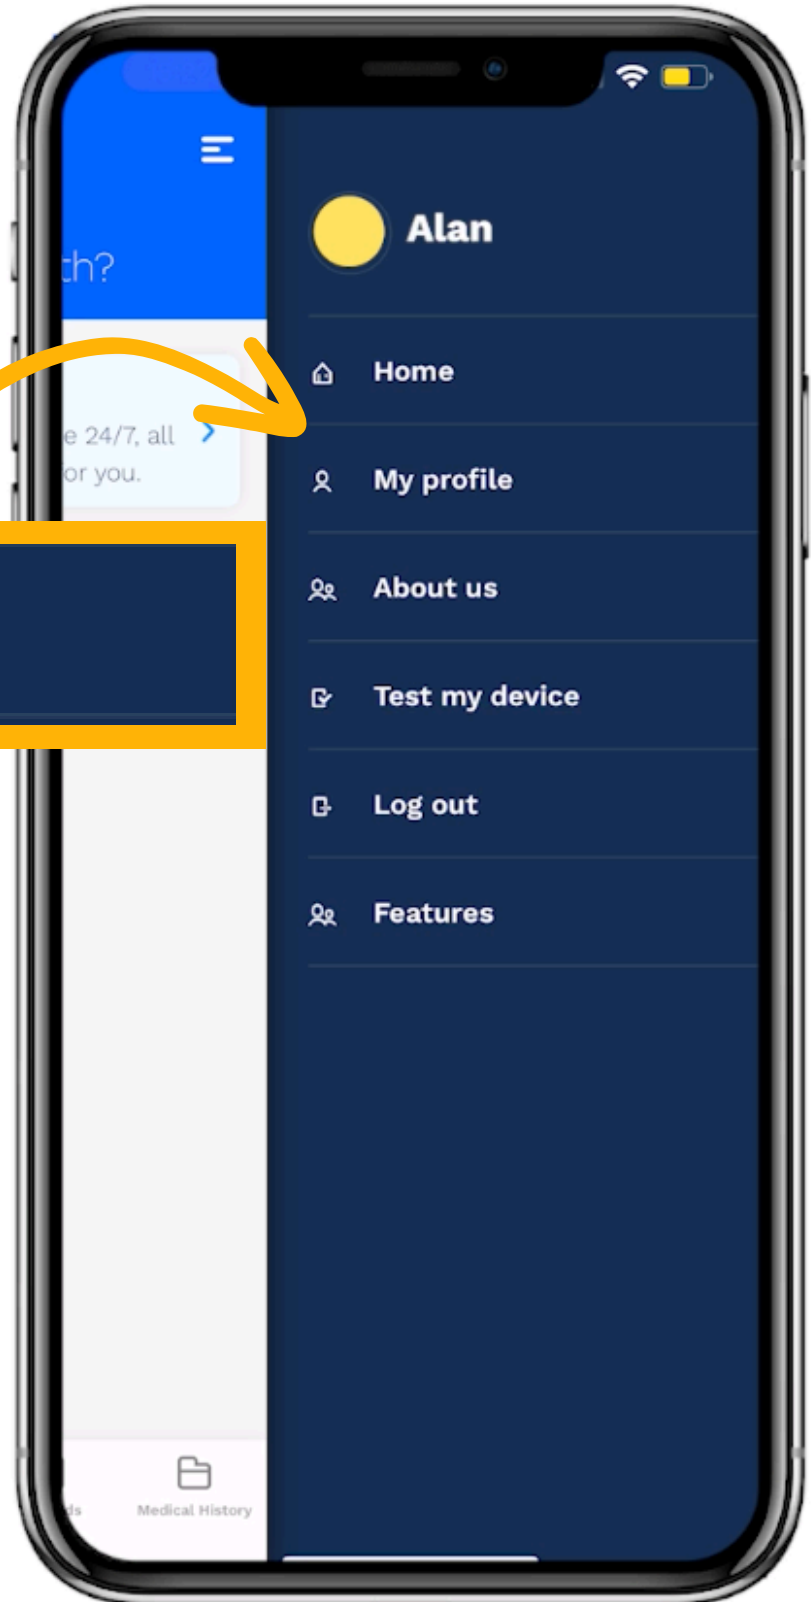 Alan
th?
Home
e 24/7, all
or you.
My profile
About us
Test my device
Log out
Features
ds
Medical History